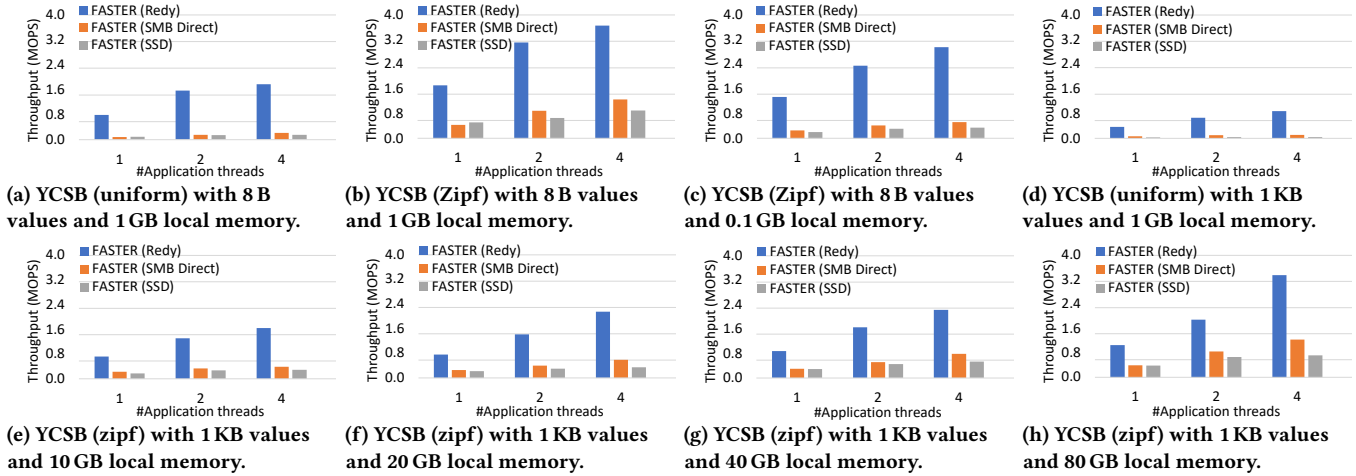 Throughput (MOPS)
4.0
3.2
2.4
1.6
0.8
0.0
FASTER (Redy)
FASTER (SMB Direct)
FASTER (SSD)
1 2 4
#Application threads
(a) YCSB (uniform) with 8 B
values and 1 GB local memory.
Throughput (MOPS)
4.0
3.2
2.4
1.6
0.8
0.0
FASTER (Redy)
FASTER (SMB Direct)
FASTER (SSD)
1 2 4
#Application threads
(b) YCSB (Zipf) with 8 B values
and 1 GB local memory.
Throughput (MOPS)
4.0
3.2
2.4
1.6
0.8
0.0
FASTER (Redy)
FASTER (SMB Direct)
FASTER (SSD)
1 2 4
#Application threads
(c) YCSB (Zipf) with 8 B values
and 0.1 GB local memory.
Throughput (MOPS)
4.0
3.2
2.4
1.6
0.8
0.0
FASTER (Redy)
FASTER (SMB Direct)
FASTER (SSD)
1 2 4
#Application threads
(d) YCSB (uniform) with 1 KB
values and 1 GB local memory.
Throughput (MOPS)
4.0
3.2
2.4
1.6
0.8
0.0
FASTER (Redy)
FASTER (SMB Direct)
FASTER (SSD)
1 2 4
#Application threads
(e) YCSB (zipf) with 1 KB values
and 10 GB local memory.
Throughput (MOPS)
4.0
3.2
2.4
1.6
0.8
0.0
FASTER (Redy)
FASTER (SMB Direct)
FASTER (SSD)
1 2 4
#Application threads
(f) YCSB (zipf) with 1 KB values
and 20 GB local memory.
Throughput (MOPS)
4.0
3.2
2.4
1.6
0.8
0.0
FASTER (Redy)
FASTER (SMB Direct)
FASTER (SSD)
1 2 4
#Application threads
(g) YCSB (zipf) with 1 KB values
and 40 GB local memory.
Throughput (MOPS)
4.0
3.2
2.4
1.6
0.8
0.0
FASTER (Redy)
FASTER (SMB Direct)
FASTER (SSD)
1 2 4
#Application threads
(h) YCSB (zipf) with 1 KB values
and 80 GB local memory.